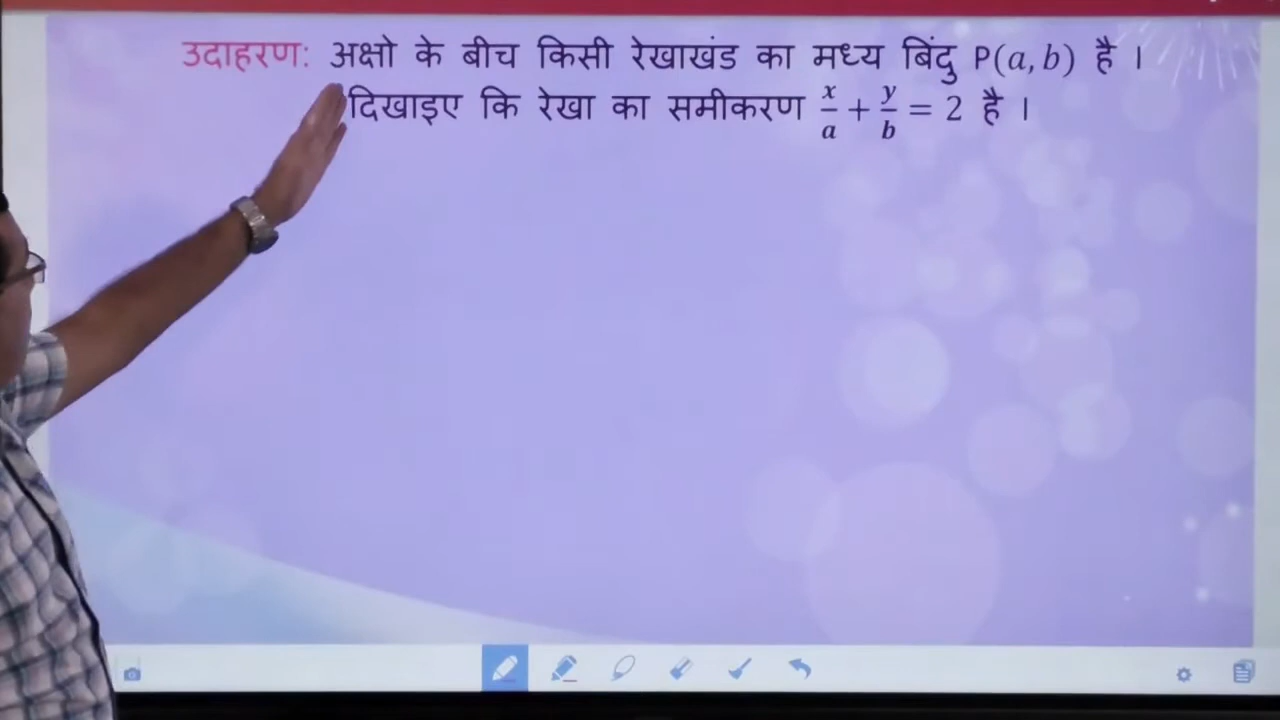 उदाहरण: अक्षो के बीच किसी रेखाखंड का मध्य बिंदु P(a, b) है ।
दिखाइए कि रेखा का समीकरण x/a + y/b = 2 है ।